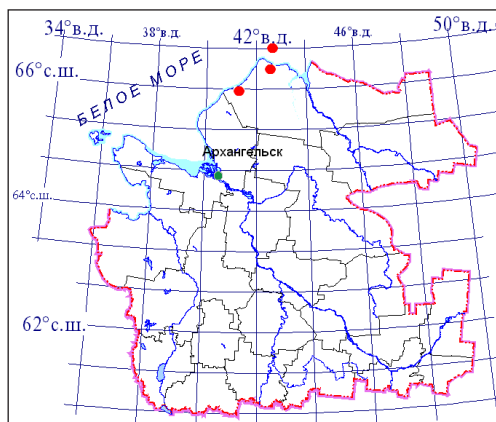 34°в.д.
38°в.д.
42°в.д.
46°в.д.
50°в.д.
66°с.ш.
БЕЛОЕ МОРЕ
Архангельск
64°с.ш.
62°с.ш.